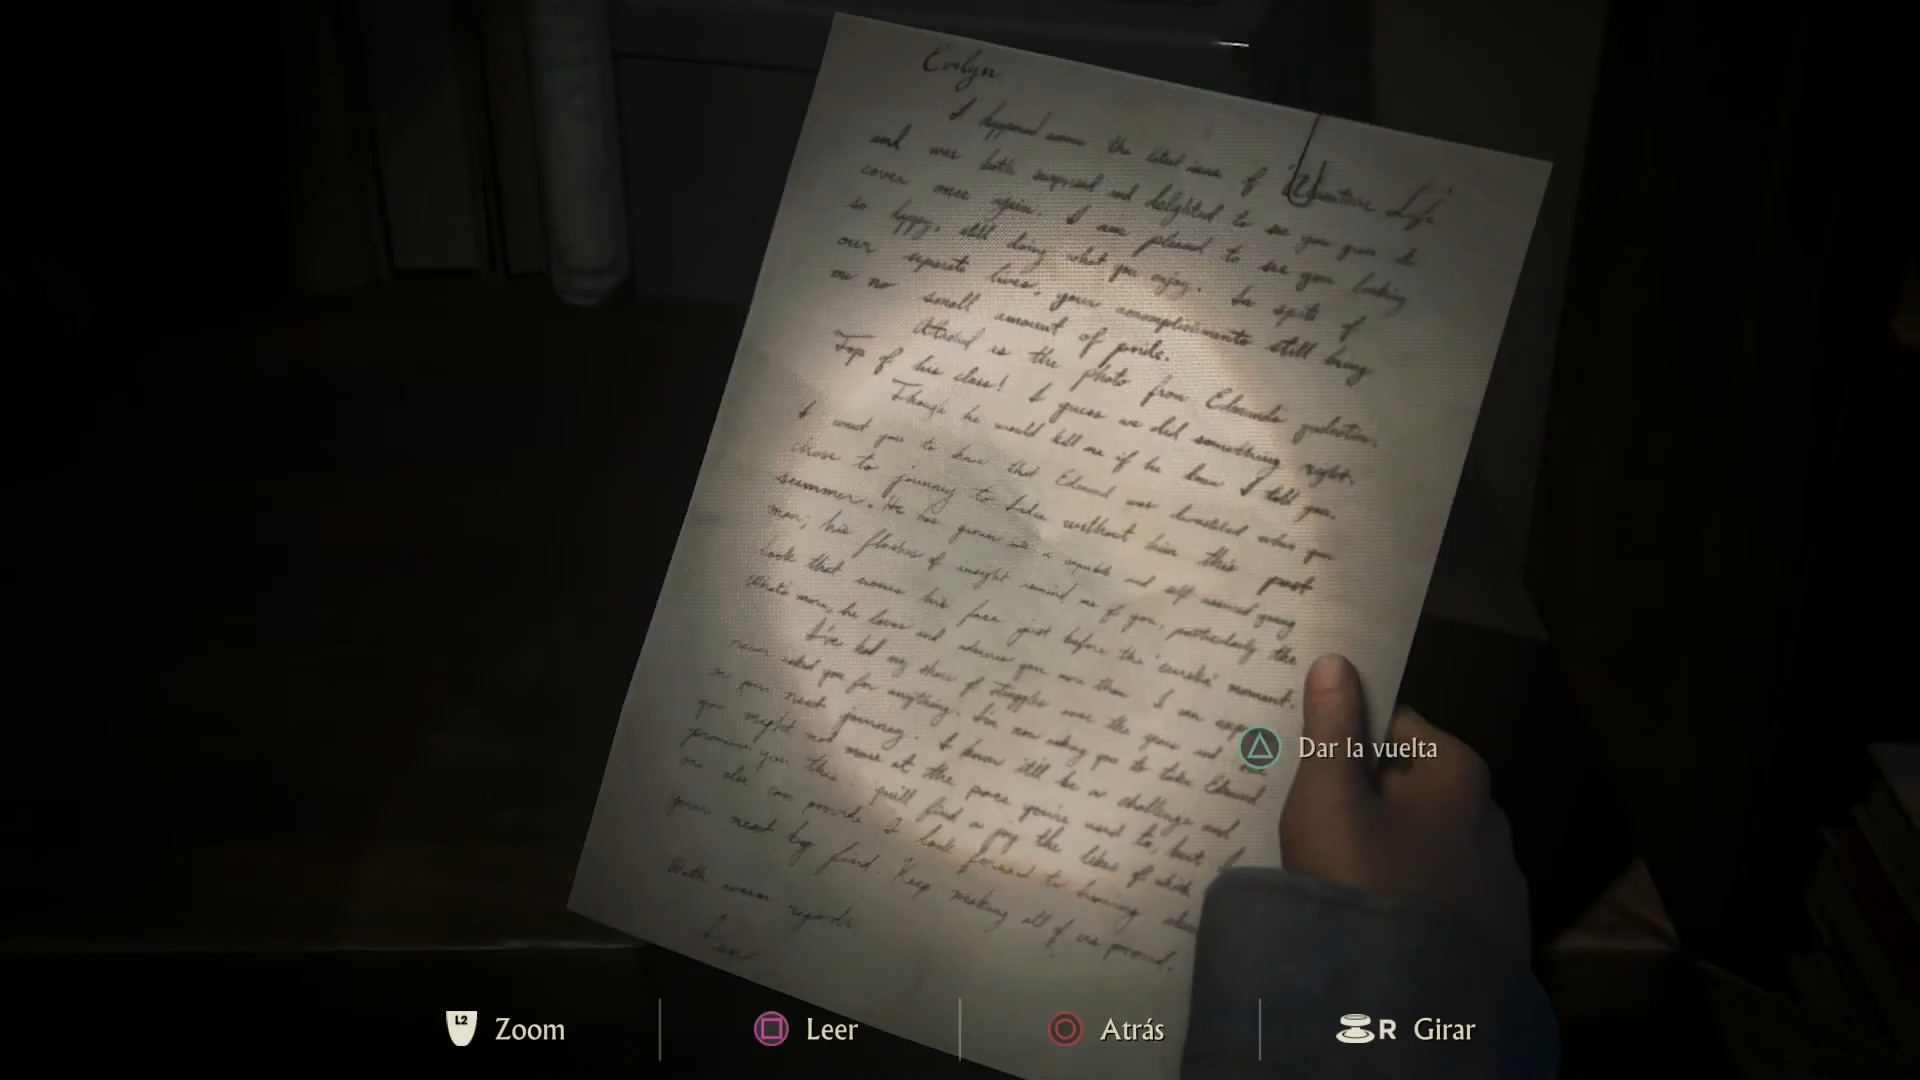 Evelyn,
I happened across the latest issue of "Adventure Life"
and was both surprised and delighted to see you grace its
cover once again. I am pleased to see you looking
so happy, still doing what you enjoy. In spite of
our separate lives, your accomplishments still bring
me no small amount of pride.
Attached is the photo from Edmund's graduation.
Top of his class! I guess we did something right.
Though he would kill me if he knew I told you,
I want you to know that Edmund was devastated when you
chose to journey to without him this past
summer. He has grown into a capable and self assured young
man; his flashes of insight remind me of you, particularly the
look that crosses his face just before the "eureka" moment.
What's more, he loves and admires you more than I can
I've had my share of struggles over the years and
never asked you for anything. I'm now asking you to take Edmund
on your next journey. I know it'll be a challenge and
you might not move at the pace you're used to, but I
promise you this: you'll find a joy the likes of which
one else can provide. I look forward to hearing
your next big find. Keep making all of us proud.
With warm regards,
Dar la vuelta
L2 Zoom
Leer
Atrás
R Girar